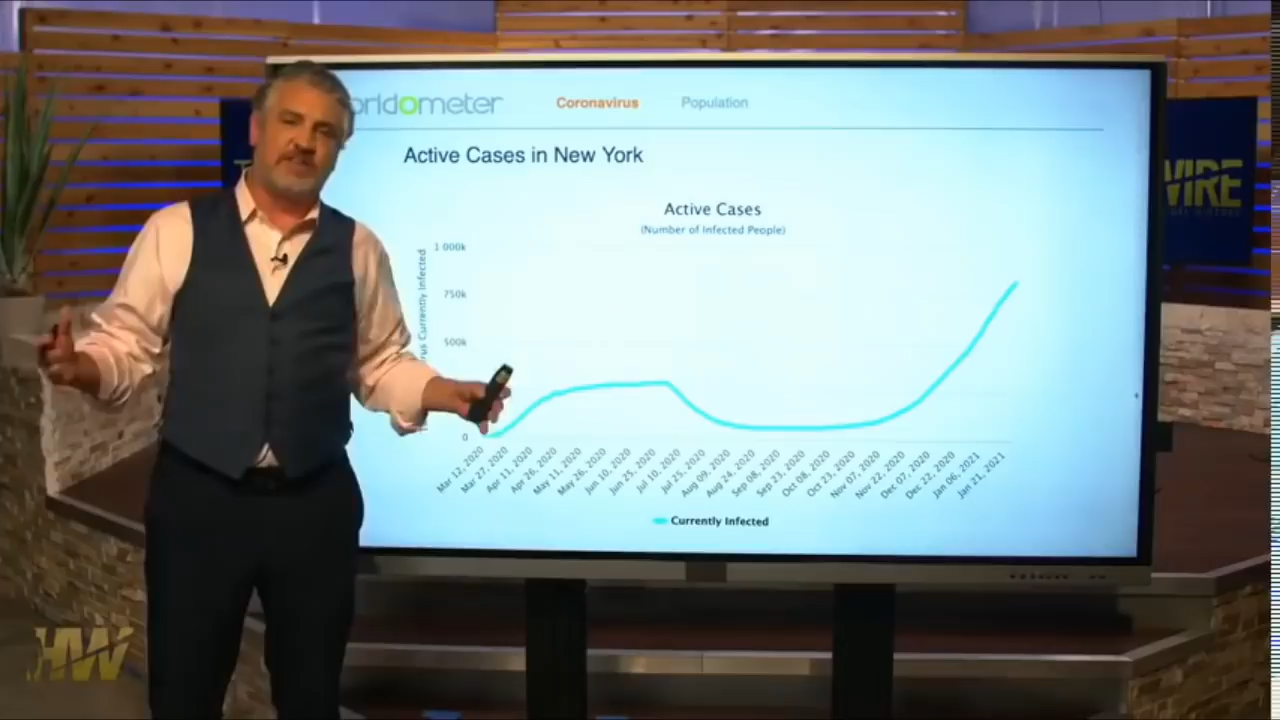 orldometer Coronavirus Population
Active Cases in New York
Active Cases
(Number of Infected People)
rus Currently Infected
1 000k
750k
500k
0
Mar 12, 2020
Mar 27, 2020
Apr 11, 2020
Apr 26, 2020
May 11, 2020
May 26, 2020
Jun 10, 2020
Jun 25, 2020
Jul 10, 2020
Jul 25, 2020
Aug 09, 2020
Aug 24, 2020
Sep 08, 2020
Sep 23, 2020
Oct 08, 2020
Oct 23, 2020
Nov 07, 2020
Nov 22, 2020
Dec 07, 2020
Dec 22, 2020
Jan 06, 2021
Jan 21, 2021
Currently Infected
T
WIRE
HW